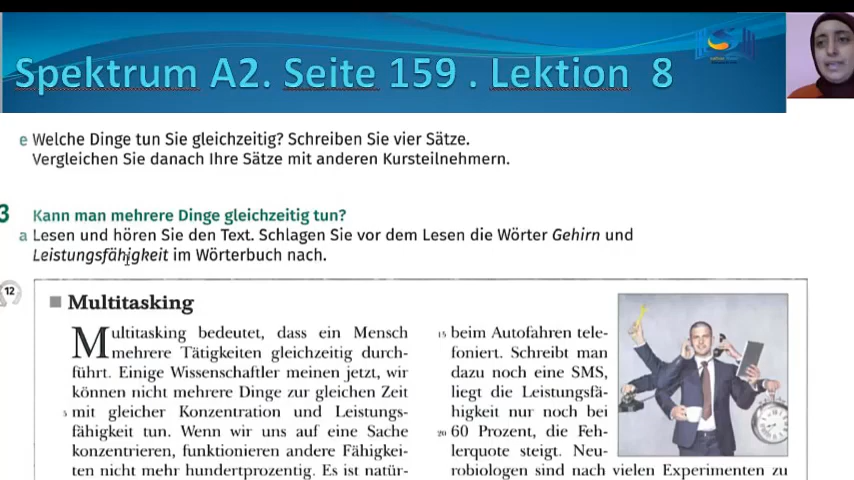 Spektrum A2. Seite 159 . Lektion 8
e Welche Dinge tun Sie gleichzeitig? Schreiben Sie vier Sätze.
Vergleichen Sie danach Ihre Sätze mit anderen Kursteilnehmern.
3 Kann man mehrere Dinge gleichzeitig tun?
a Lesen und hören Sie den Text. Schlagen Sie vor dem Lesen die Wörter Gehirn und
Leistungsfähigkeit im Wörterbuch nach.
12
Multitasking
Multitasking bedeutet, dass ein Mensch
mehrere Tätigkeiten gleichzeitig durch-
führt. Einige Wissenschaftler meinen jetzt, wir
können nicht mehrere Dinge zur gleichen Zeit
5 mit gleicher Konzentration und Leistungs-
fähigkeit tun. Wenn wir uns auf eine Sache
konzentrieren, funktionieren andere Fähigkei-
ten nicht mehr hundertprozentig. Es ist natür-
15 beim Autofahren tele-
foniert. Schreibt man
dazu noch eine SMS,
liegt die Leistungsfä-
higkeit nur noch bei
20 60 Prozent, die Feh-
lerquote steigt. Neu-
robiologen sind nach vielen Experimenten zu